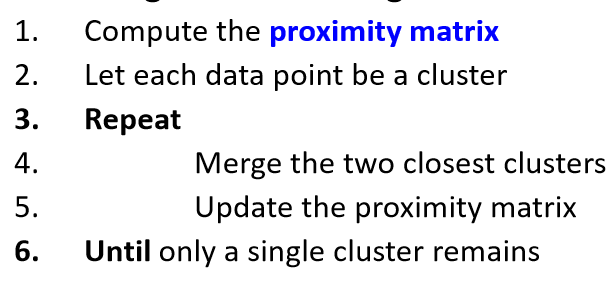 1. Compute the proximity matrix
2. Let each data point be a cluster
3. Repeat
4. Merge the two closest clusters
5. Update the proximity matrix
6. Until only a single cluster remains